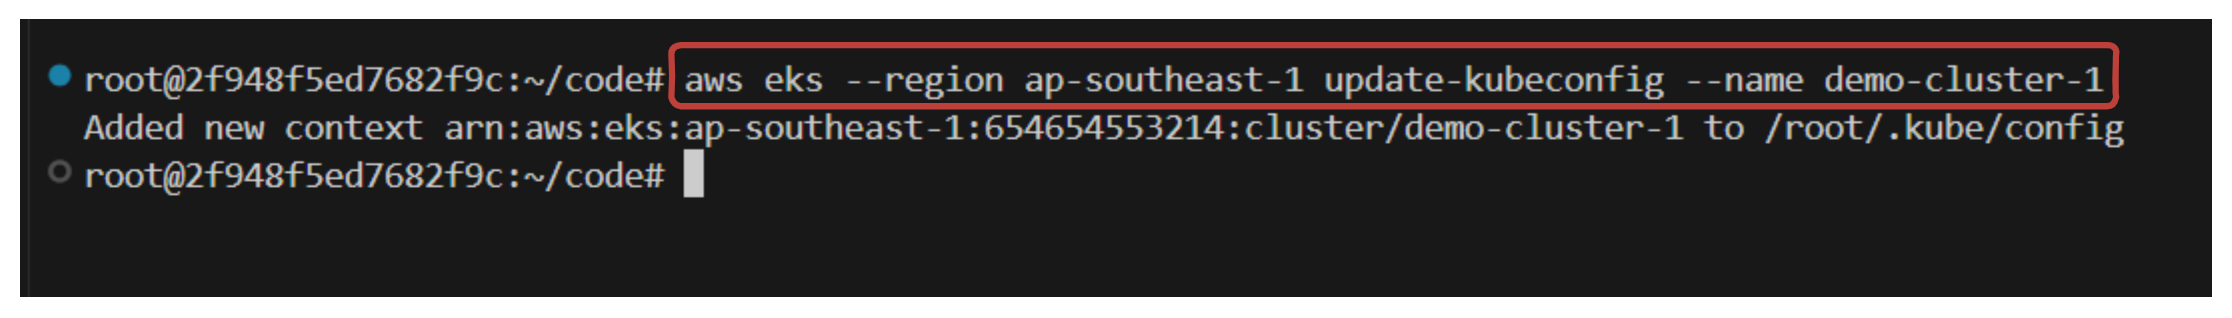 root@2f948f5ed7682f9c:~/code# aws eks --region ap-southeast-1 update-kubeconfig --name demo-cluster-1
Added new context arn:aws:eks:ap-southeast-1:654654553214:cluster/demo-cluster-1 to /root/.kube/config
root@2f948f5ed7682f9c:~/code#